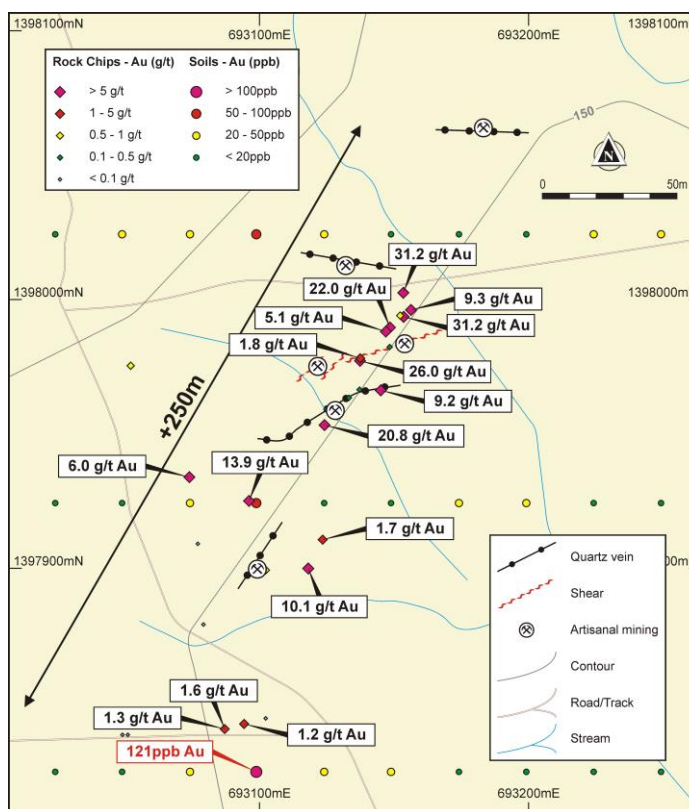 1398100mN
693100mE
693200mE
1398100mN
Rock Chips - Au (g/t)
Soils - Au (ppb)
> 5 g/t
> 100ppb
1 - 5 g/t
50 - 100ppb
0.5 - 1 g/t
20 - 50ppb
0.1 - 0.5 g/t
< 20ppb
< 0.1 g/t
150
N
0
50m
+250m
31.2 g/t Au
22.0 g/t Au
9.3 g/t Au
1398000mN
1398000mN
5.1 g/t Au
31.2 g/t Au
1.8 g/t Au
26.0 g/t Au
9.2 g/t Au
20.8 g/t Au
13.9 g/t Au
6.0 g/t Au
1.7 g/t Au
1397900mN
10.1 g/t Au
Quartz vein
Shear
Artisanal mining
Contour
Road/Track
Stream
1.6 g/t Au
1.3 g/t Au
1.2 g/t Au
121ppb Au
693100mE
693200mE